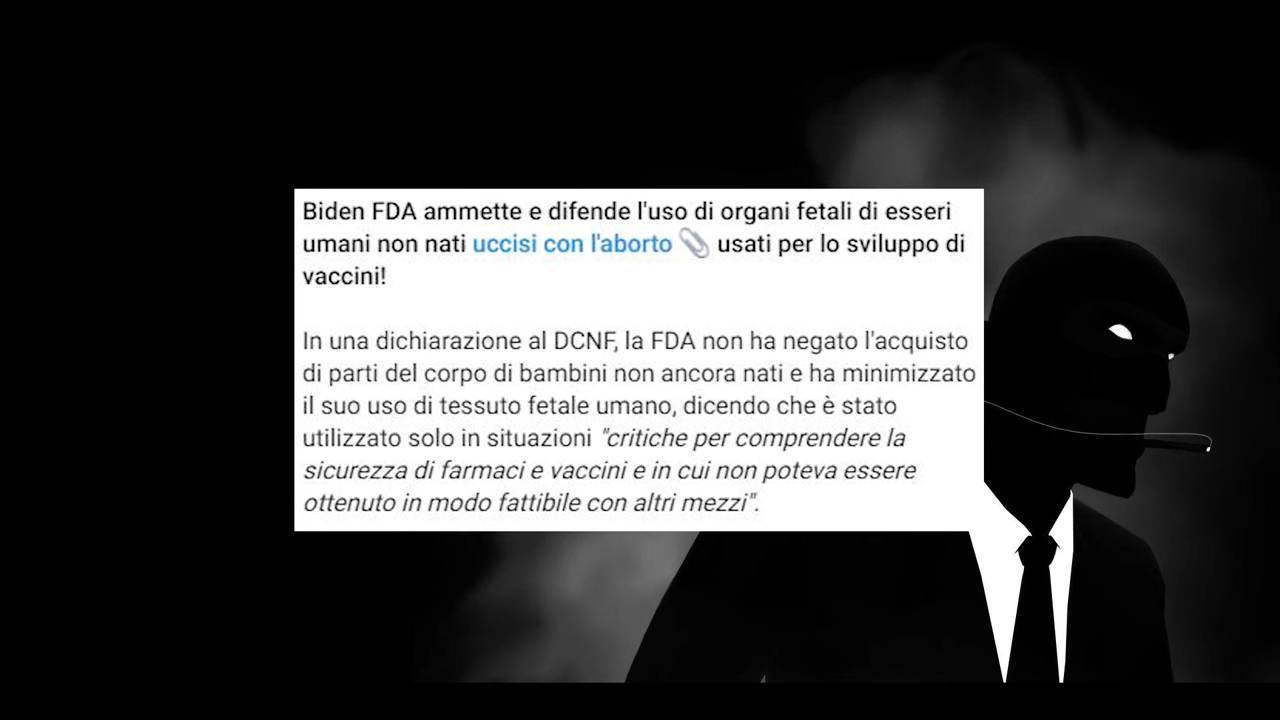 Biden FDA ammette e difende l'uso di organi fetali di esseri
umani non nati uccisi con l'aborto 📎 usati per lo sviluppo di
vaccini!
In una dichiarazione al DCNF, la FDA non ha negato l'acquisto
di parti del corpo di bambini non ancora nati e ha minimizzato
il suo uso di tessuto fetale umano, dicendo che è stato
utilizzato solo in situazioni "critiche per comprendere la
sicurezza di farmaci e vaccini e in cui non poteva essere
ottenuto in modo fattibile con altri mezzi".